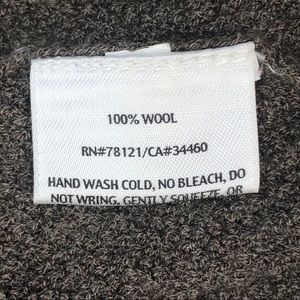 100% WOOL
RN#78121/CA#34460
HAND WASH COLD, NO BLEACH, DO
NOT WRING, GENTLY SQUEEZE, OR